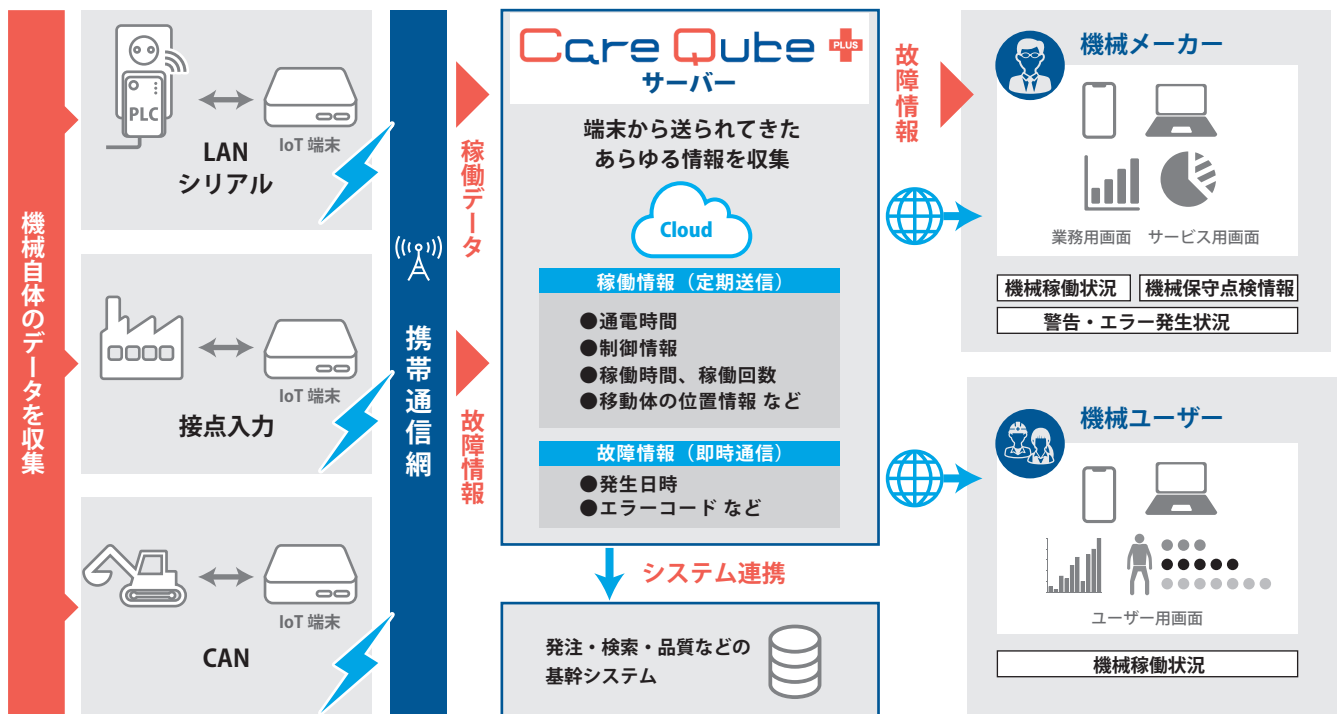 機械自体のデータを収集
PLC
IoT 端末
LAN
シリアル
IoT 端末
接点入力
IoT 端末
CAN
携帯通信網
稼働データ
故障情報
Care Qube PLUS
サーバー
端末から送られてきた
あらゆる情報を収集
Cloud
稼働情報（定期送信）
●通電時間
●制御情報
●稼働時間、稼働回数
●移動体の位置情報 など
故障情報（即時通信）
●発生日時
●エラーコード など
システム連携
発注・検索・品質などの
基幹システム
故障情報
機械メーカー
業務用画面 サービス用画面
機械稼働状況 機械保守点検情報
警告・エラー発生状況
機械ユーザー
ユーザー用画面
機械稼働状況